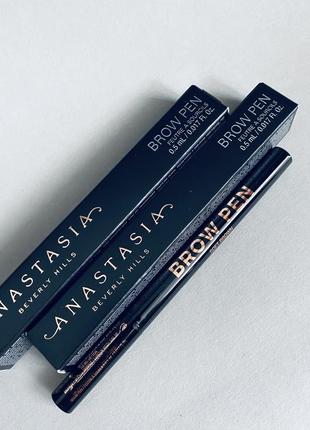 BROW PEN
FEUTRE A SOURCILS
0.5 mL / 0.017 FL. Oz.
ANASTASIA
BEVERLY HILLS
BROW PEN
FEUTRE A SOURCILS
0.5 mL / 0.017 FL. Oz.
ANASTASIA
BEVERLY HILLS
BROW PEN